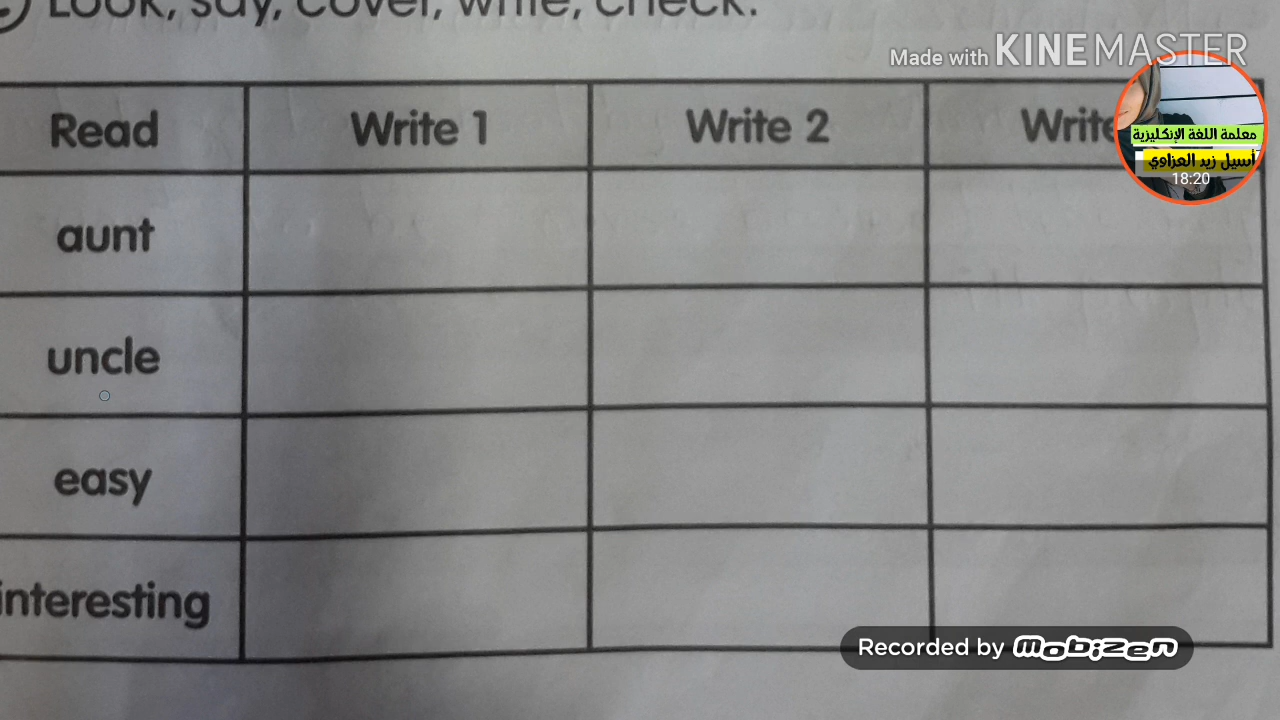 Look, say, cover, write, check.
Made with KINEMASTER
Read Write 1 Write 2 Write
معلمة اللغة الإنكليزية
أسيل زيد العزاوي
18:20
aunt
uncle
easy
interesting
Recorded by mobizen